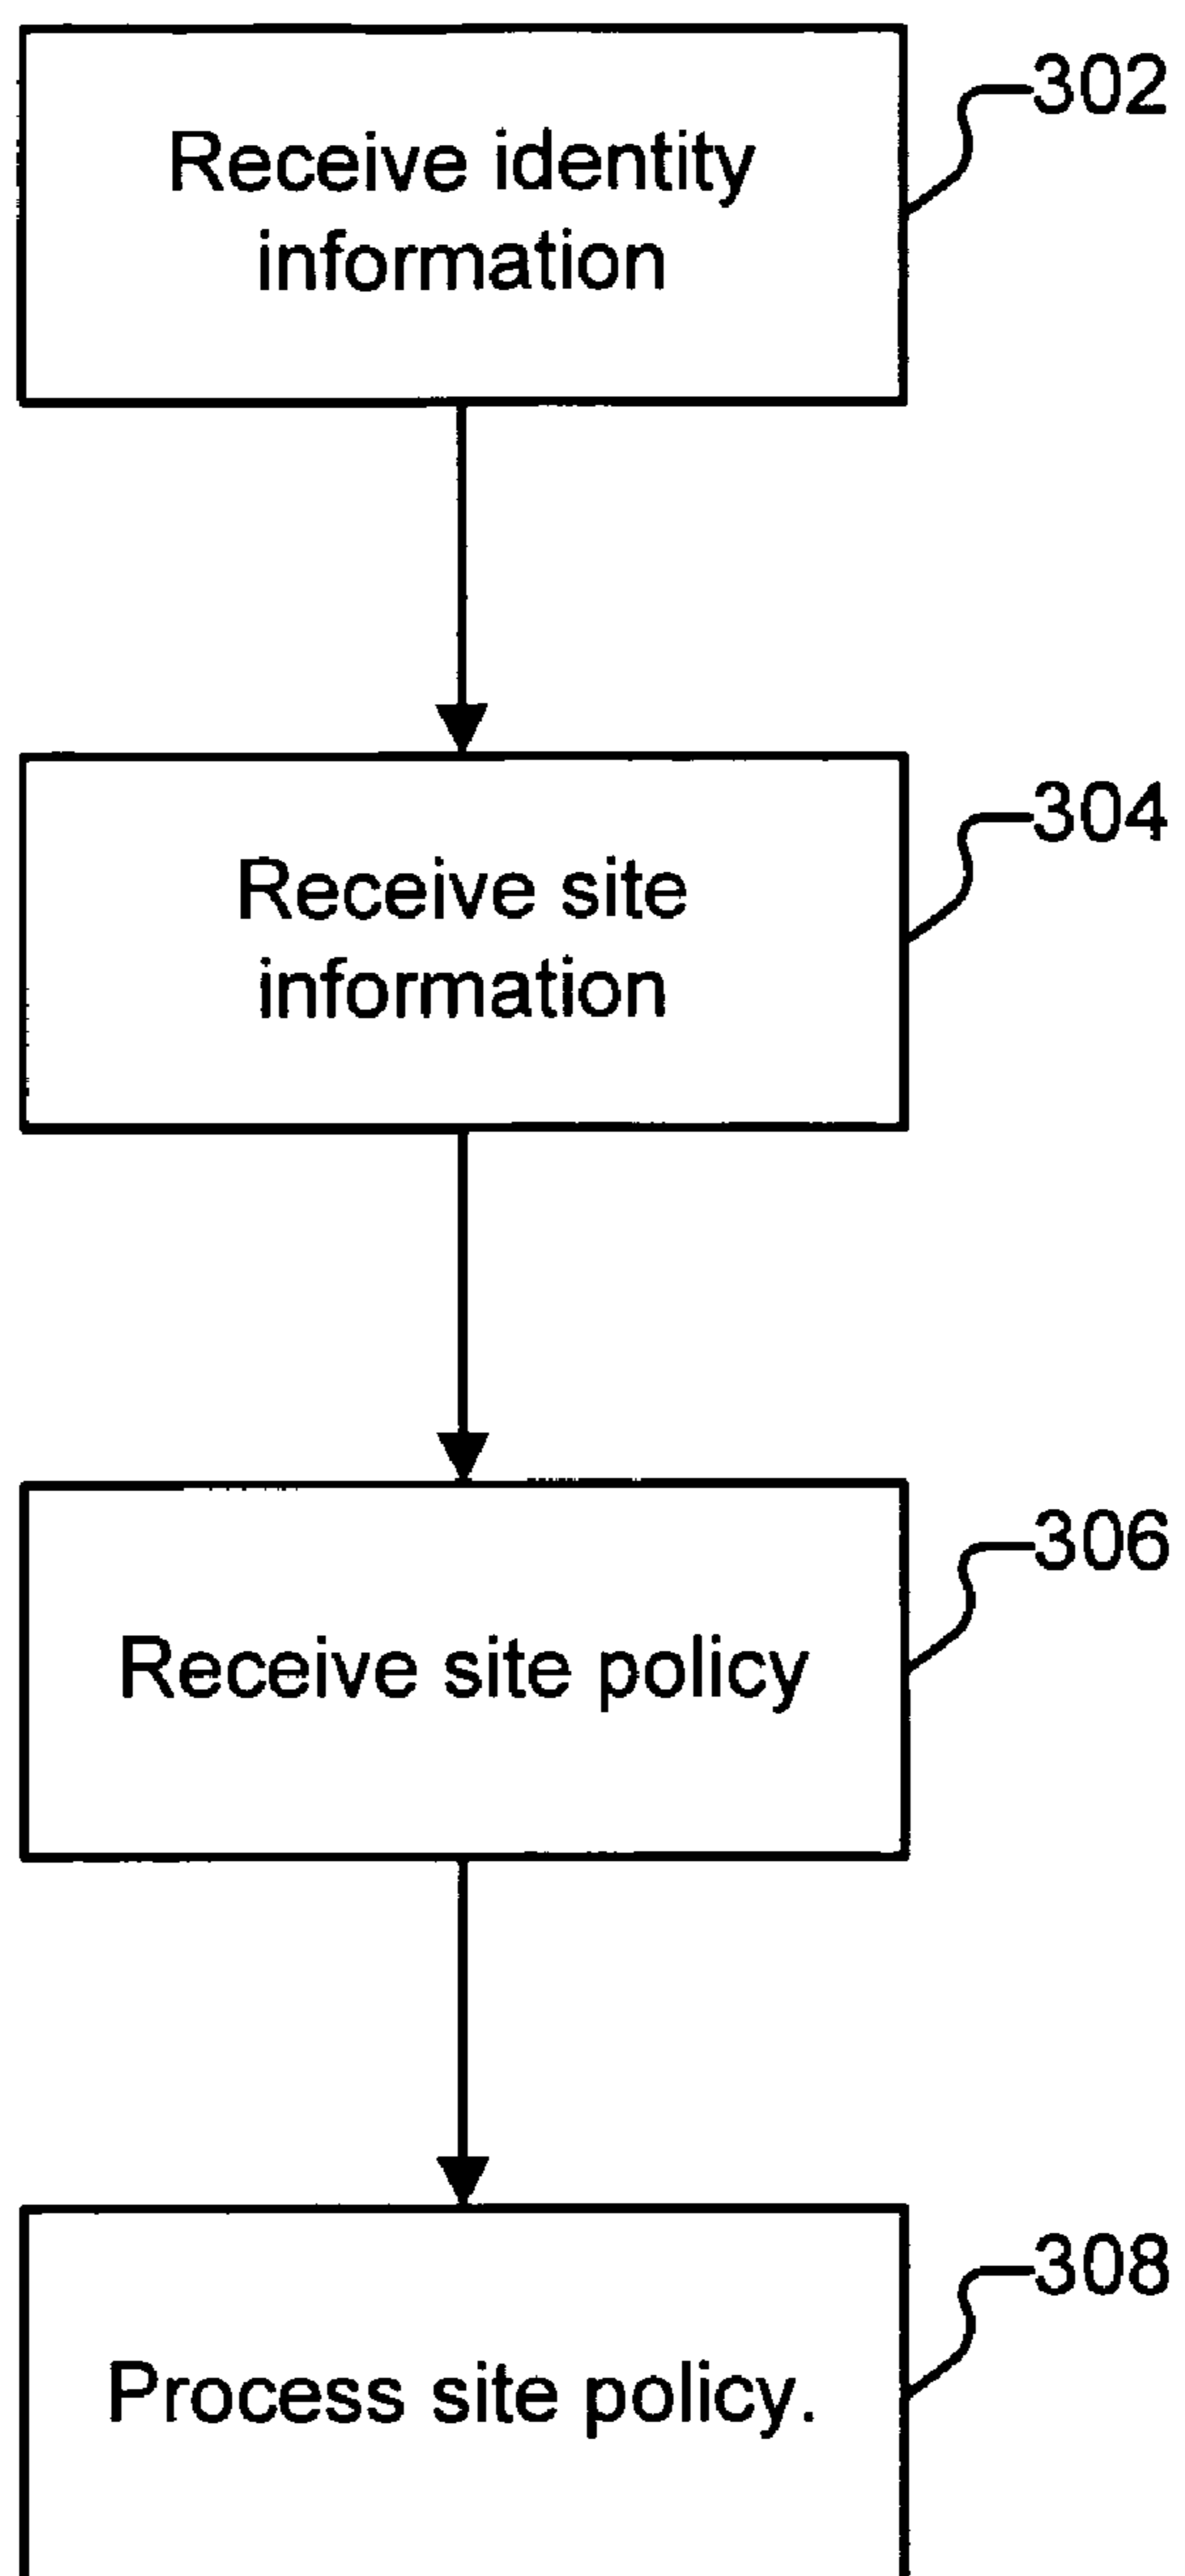 302
Receive identity
information
304
Receive site
information
306
Receive site policy
308
Process site policy.